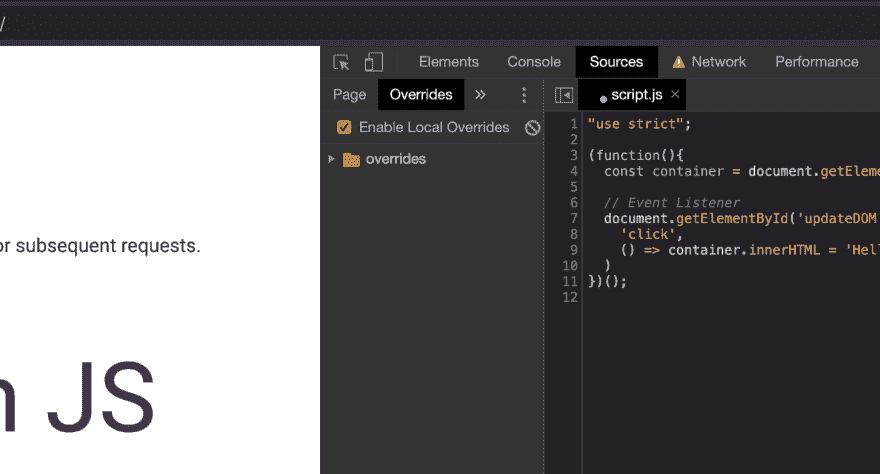 /
Elements Console Sources Network Performance
Page Overrides »
script.js ×
Enable Local Overrides
overrides
or subsequent requests.
JS
1 "use strict";
2
3 (function(){
4 const container = document.getEleme
5
6 // Event Listener
7 document.getElementById('updateDOM
8 'click',
9 () => container.innerHTML = 'Hell
10 )
11 })();
12